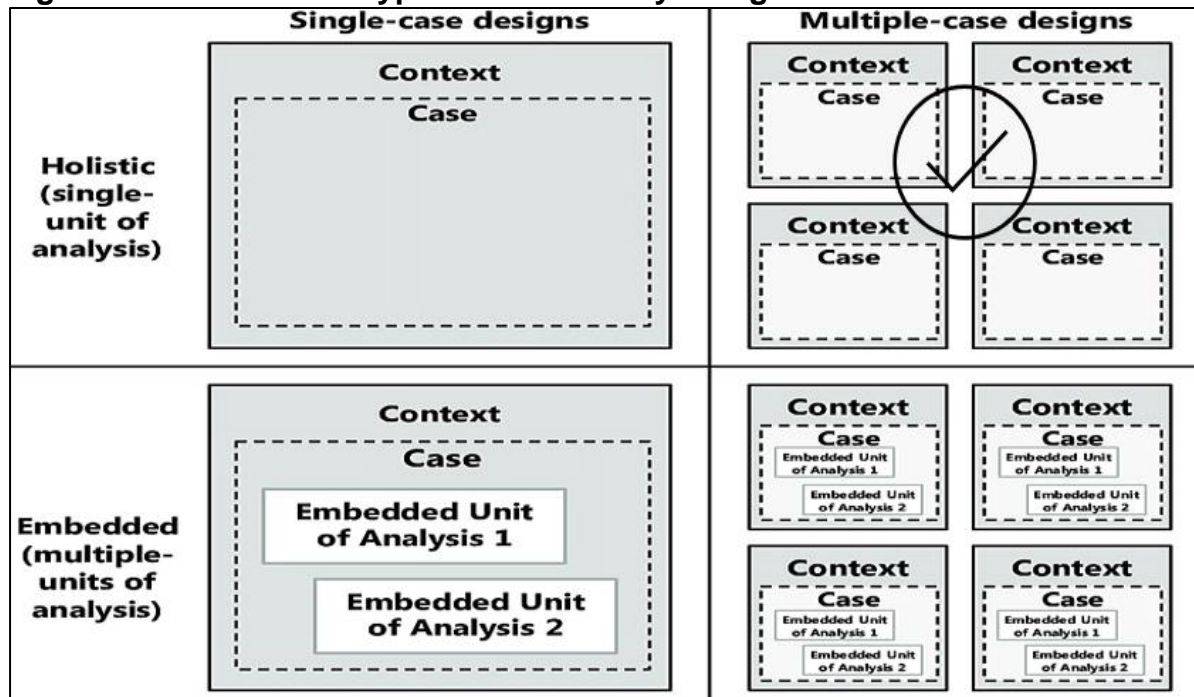 Single-case designs
Multiple-case designs
Holistic
(single-
unit of
analysis)
Context
Case
Context
Case
Context
Case
Context
Case
Context
Case
Embedded
(multiple-
units of
analysis)
Context
Case
Embedded Unit
of Analysis 1
Embedded Unit
of Analysis 2
Context
Case
Embedded Unit
of Analysis 1
Embedded Unit
of Analysis 2
Context
Case
Embedded Unit
of Analysis 1
Embedded Unit
of Analysis 2
Context
Case
Embedded Unit
of Analysis 1
Embedded Unit
of Analysis 2
Context
Case
Embedded Unit
of Analysis 1
Embedded Unit
of Analysis 2